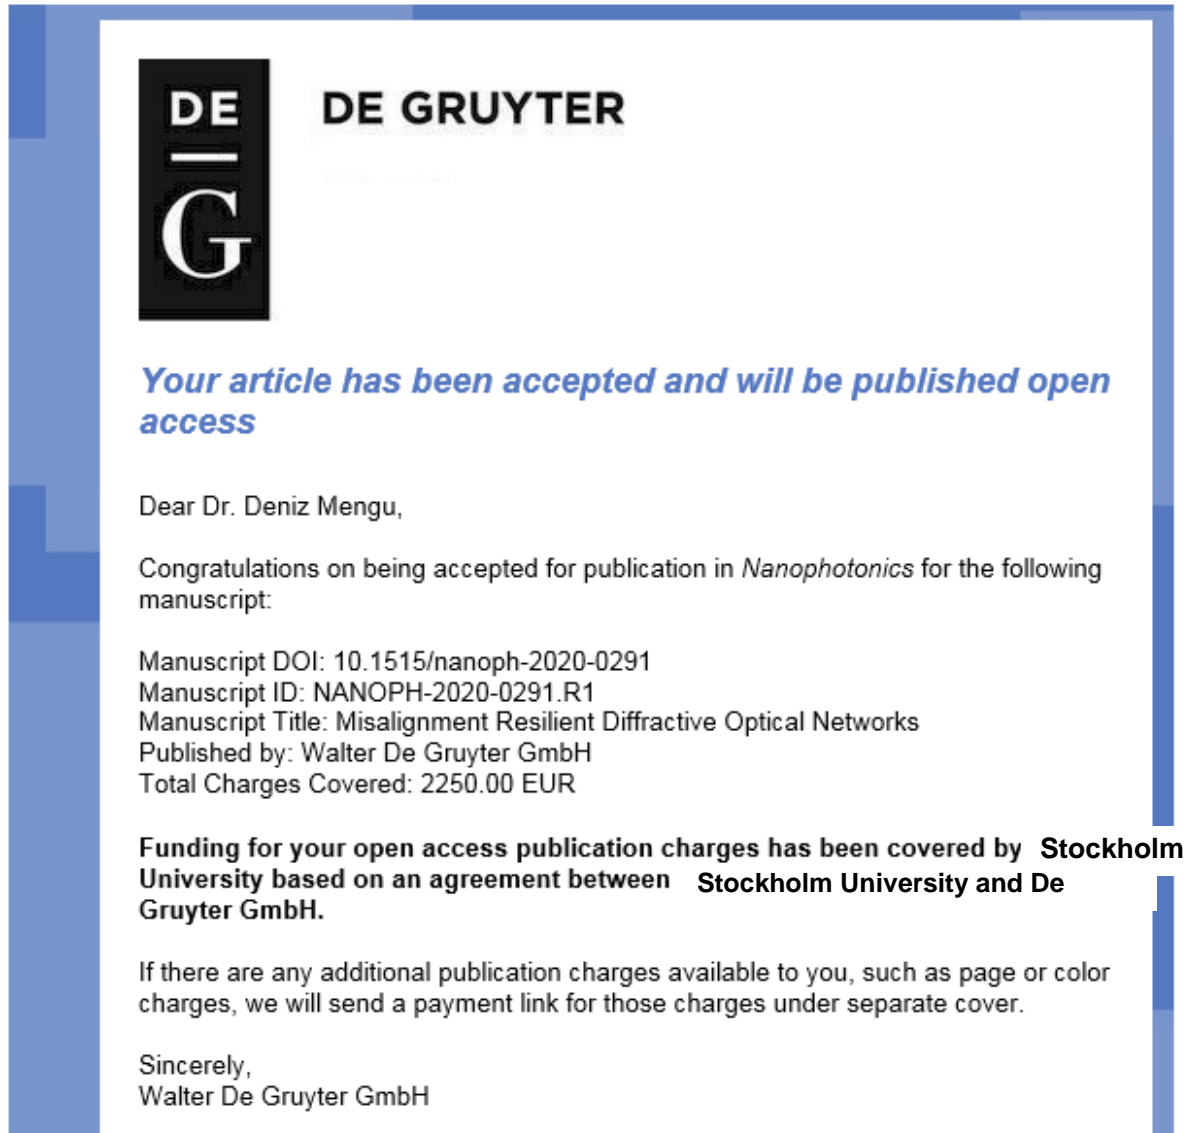 DE
G
DE GRUYTER
Your article has been accepted and will be published open
access
Dear Dr. Deniz Mengu,
Congratulations on being accepted for publication in Nanophotonics for the following
manuscript:
Manuscript DOI: 10.1515/nanoph-2020-0291
Manuscript ID: NANOPH-2020-0291.R1
Manuscript Title: Misalignment Resilient Diffractive Optical Networks
Published by: Walter De Gruyter GmbH
Total Charges Covered: 2250.00 EUR
Funding for your open access publication charges has been covered by Stockholm
University based on an agreement between Stockholm University and De
Gruyter GmbH.
If there are any additional publication charges available to you, such as page or color
charges, we will send a payment link for those charges under separate cover.
Sincerely,
Walter De Gruyter GmbH